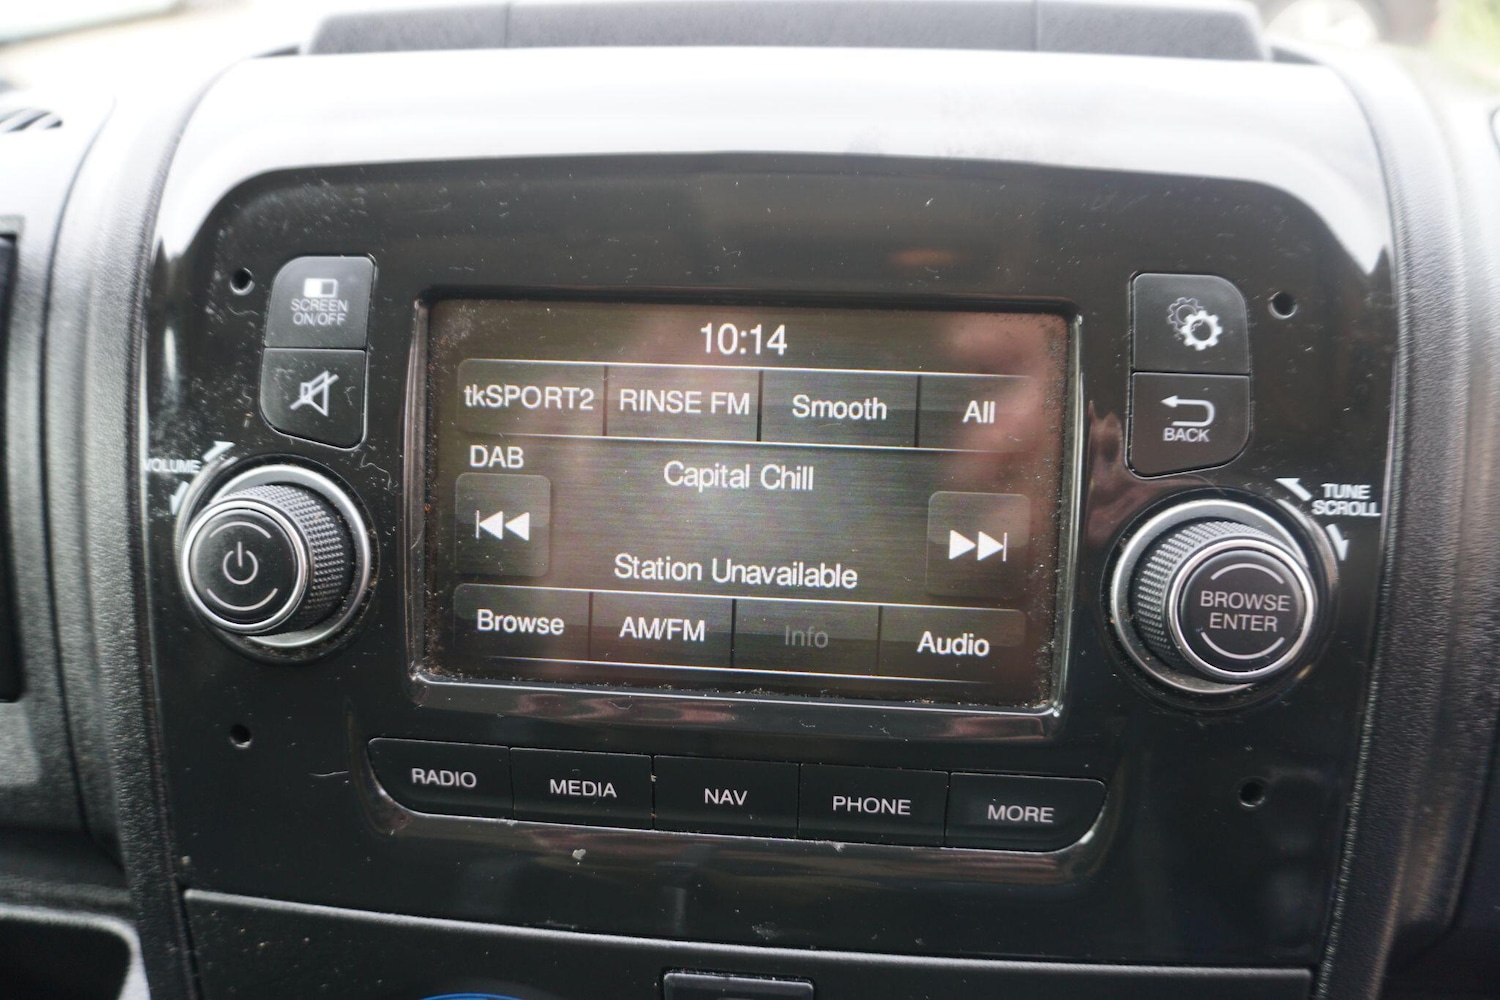 10:14
SCREEN
ON/OFF
tkSPORT2 RINSE FM Smooth All
DAB
Capital Chill
BACK
VOLUME
TUNE
SCROLL
Station Unavailable
BROWSE
ENTER
Browse AM/FM Info Audio
RADIO MEDIA NAV PHONE MORE